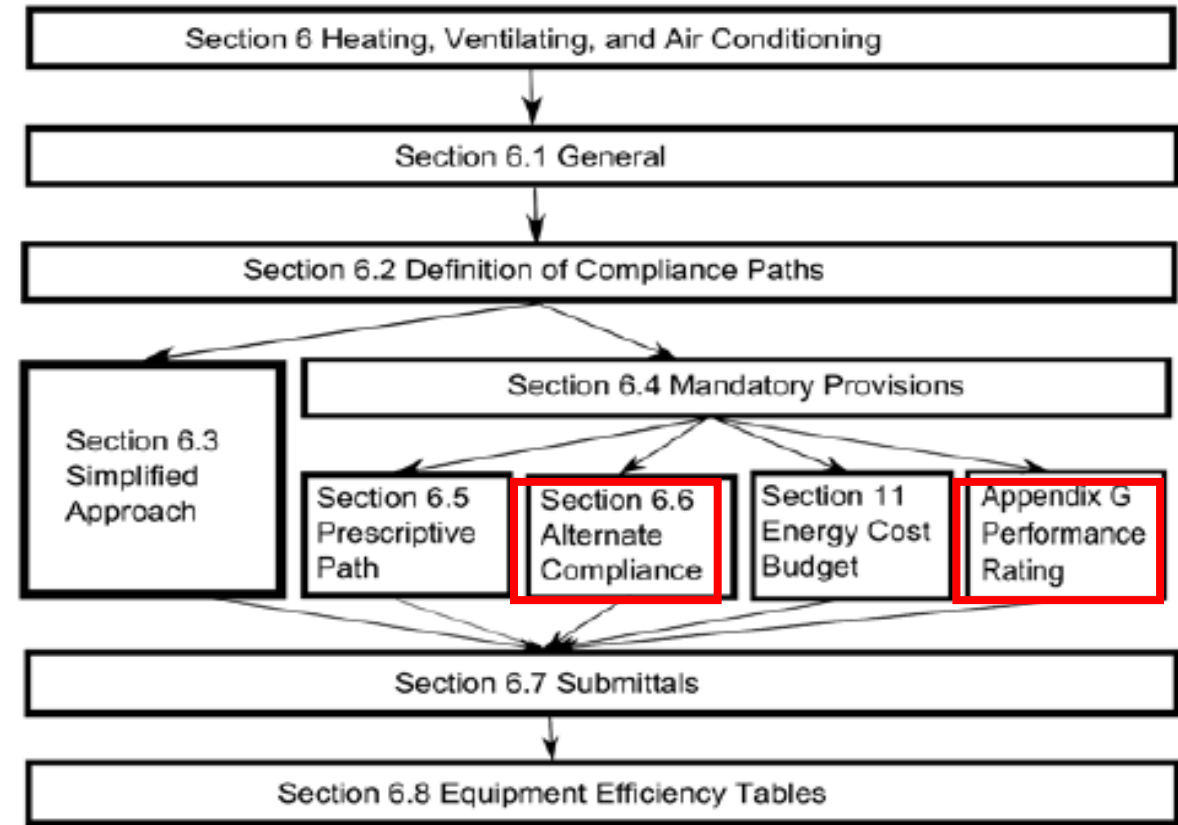 Section 6 Heating, Ventilating, and Air Conditioning
Section 6.1 General
Section 6.2 Definition of Compliance Paths
Section 6.3
Simplified
Approach
Section 6.4 Mandatory Provisions
Section 6.5
Prescriptive
Path
Section 6.6
Alternate
Compliance
Section 11
Energy Cost
Budget
Appendix G
Performance
Rating
Section 6.7 Submittals
Section 6.8 Equipment Efficiency Tables